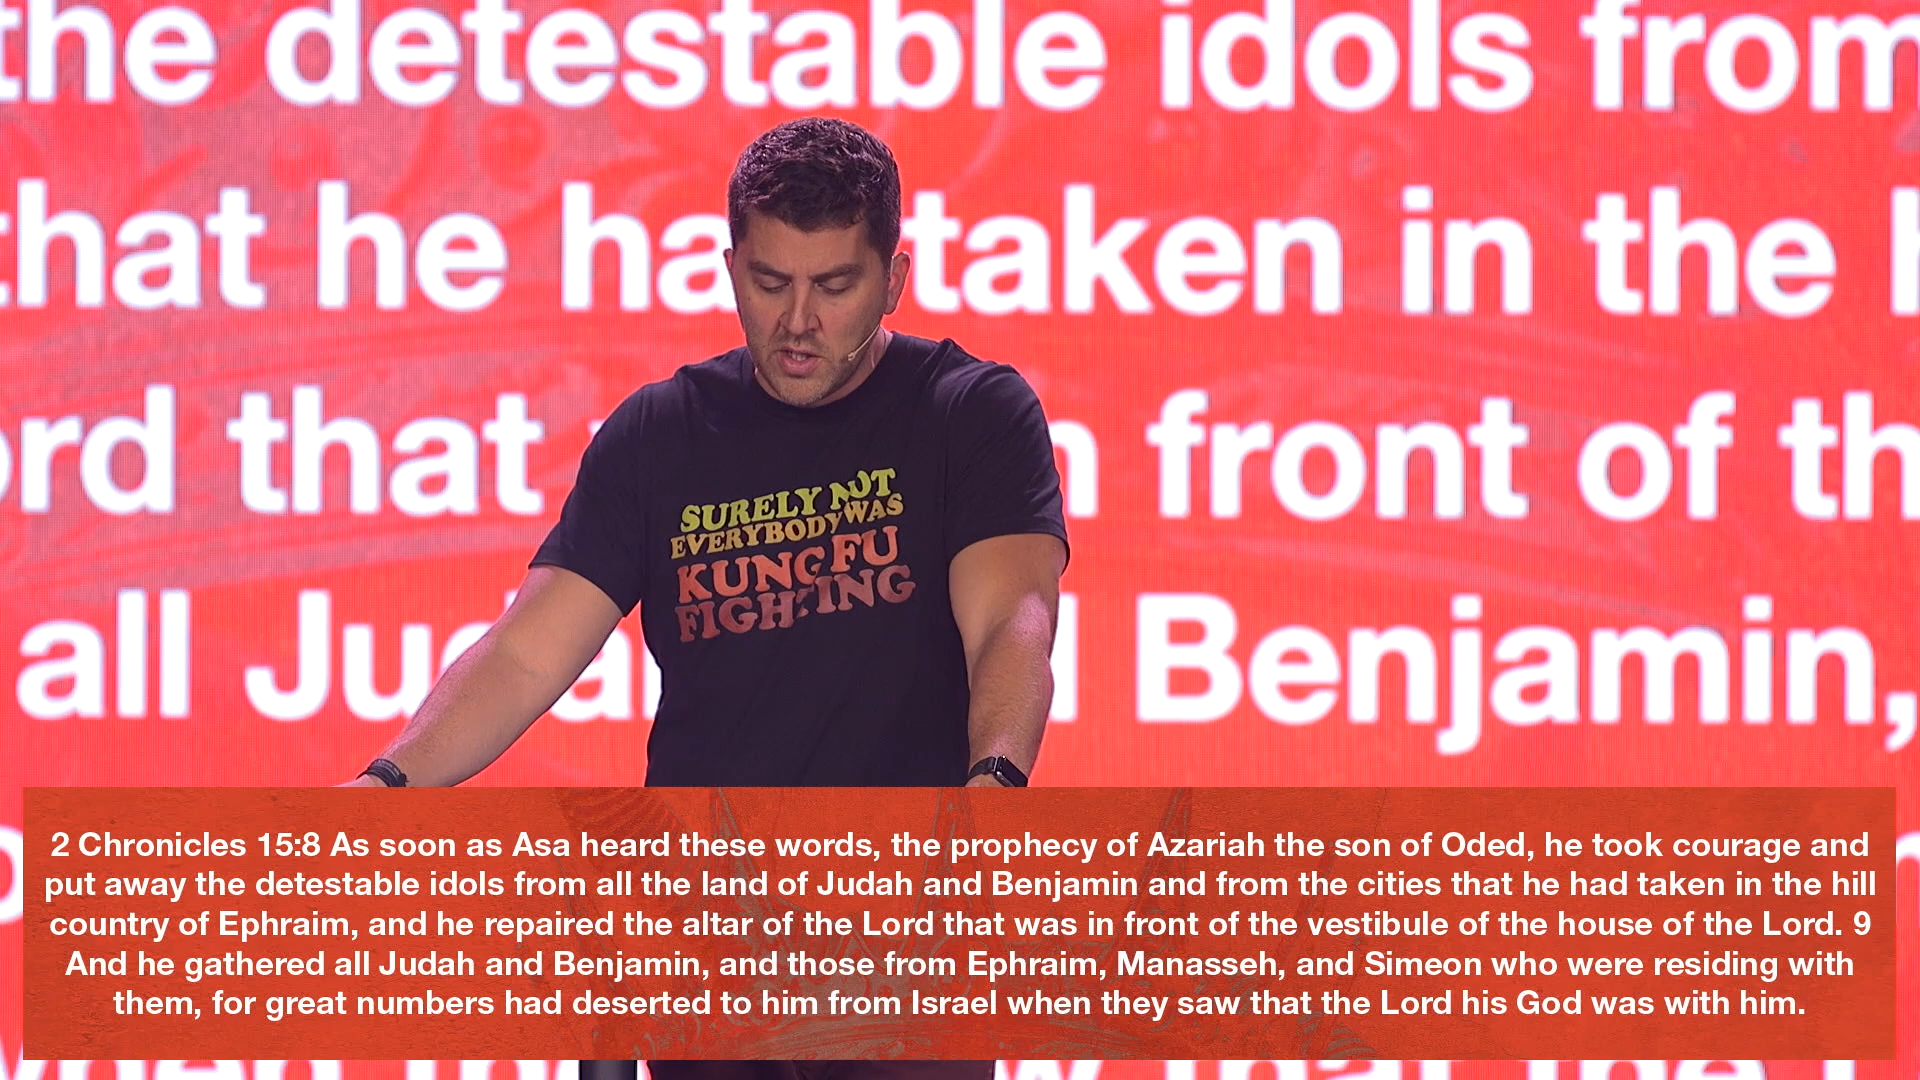 the detestable idols from
that he ha taken in the
ord that front of th
SURELY NOT
EVERYBODY WAS
KUNG FU
FIGHTING
all Judah Benjamin,
2 Chronicles 15:8 As soon as Asa heard these words, the prophecy of Azariah the son of Oded, he took courage and
put away the detestable idols from all the land of Judah and Benjamin and from the cities that he had taken in the hill
country of Ephraim, and he repaired the altar of the Lord that was in front of the vestibule of the house of the Lord. 9
And he gathered all Judah and Benjamin, and those from Ephraim, Manasseh, and Simeon who were residing with
them, for great numbers had deserted to him from Israel when they saw that the Lord his God was with him.